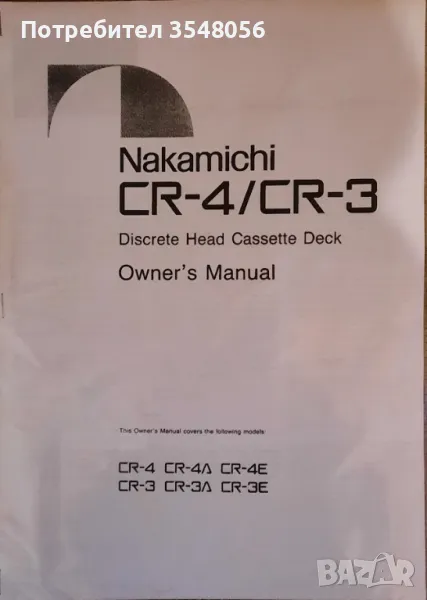 Потребител 3548056
Nakamichi
CR-4/CR-3
Discrete Head Cassette Deck
Owner's Manual
This Owner's Manual covers the following models:
CR-4 CR-4A CR-4E
CR-3 CR-3A CR-3E
BAZAR